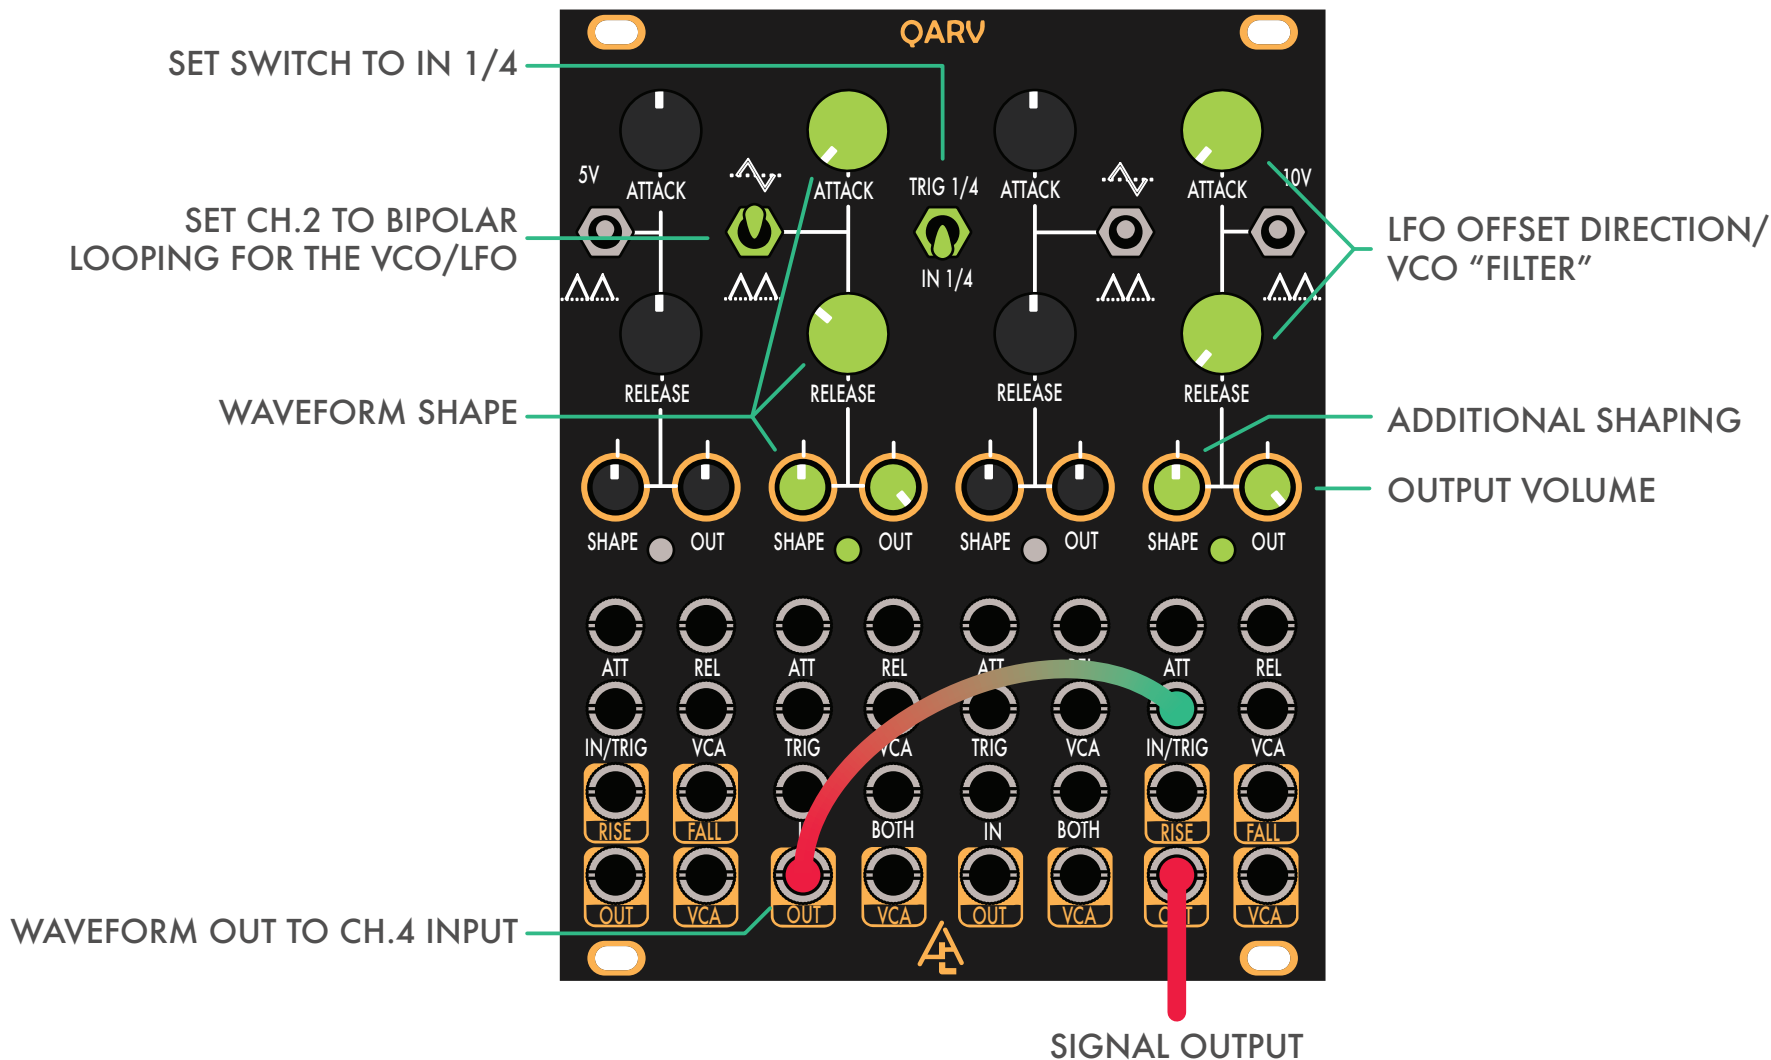 QARV
SET SWITCH TO IN 1/4
5V
ATTACK
ATTACK
TRIG 1/4
ATTACK
ATTACK
10V
SET CH.2 TO BIPOLAR
LOOPING FOR THE VCO/LFO
IN 1/4
LFO OFFSET DIRECTION/
VCO “FILTER”
RELEASE
RELEASE
RELEASE
RELEASE
WAVEFORM SHAPE
ADDITIONAL SHAPING
OUTPUT VOLUME
SHAPE OUT SHAPE OUT SHAPE OUT SHAPE OUT
ATT REL ATT REL ATT REL ATT REL
IN/TRIG VCA TRIG VCA TRIG VCA IN/TRIG VCA
RISE FALL BOTH IN BOTH RISE FALL
OUT VCA OUT VCA OUT VCA OUT VCA
WAVEFORM OUT TO CH.4 INPUT
SIGNAL OUTPUT